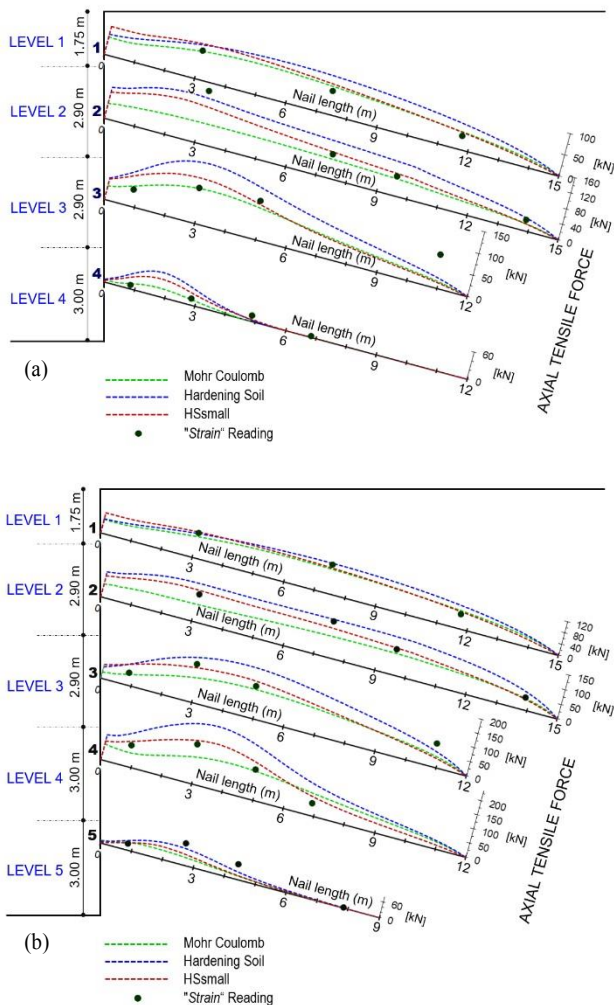 LEVEL 1
1.75 m
1
0
3
6
9
12
15
Nail length (m)
100
50
0
[kN]
LEVEL 2
2.90 m
2
0
3
6
9
12
15
Nail length (m)
160
120
80
40
0
[kN]
LEVEL 3
2.90 m
3
0
3
6
9
12
Nail length (m)
150
100
50
0
[kN]
LEVEL 4
3.00 m
4
0
3
6
9
12
Nail length (m)
60
0
[kN]
AXIAL TENSILE FORCE
(a)
Mohr Coulomb
Hardening Soil
HSsmall
"Strain“ Reading
LEVEL 1
1.75 m
1
0
3
6
9
12
15
Nail length (m)
120
80
40
0
[kN]
LEVEL 2
2.90 m
2
0
3
6
9
12
15
Nail length (m)
150
100
50
0
[kN]
LEVEL 3
2.90 m
3
0
3
6
9
12
Nail length (m)
200
150
100
50
0
[kN]
LEVEL 4
3.00 m
4
0
3
6
9
12
Nail length (m)
200
150
100
50
0
[kN]
LEVEL 5
3.00 m
5
0
3
6
9
Nail length (m)
60
0
[kN]
AXIAL TENSILE FORCE
(b)
Mohr Coulomb
Hardening Soil
HSsmall
"Strain“ Reading